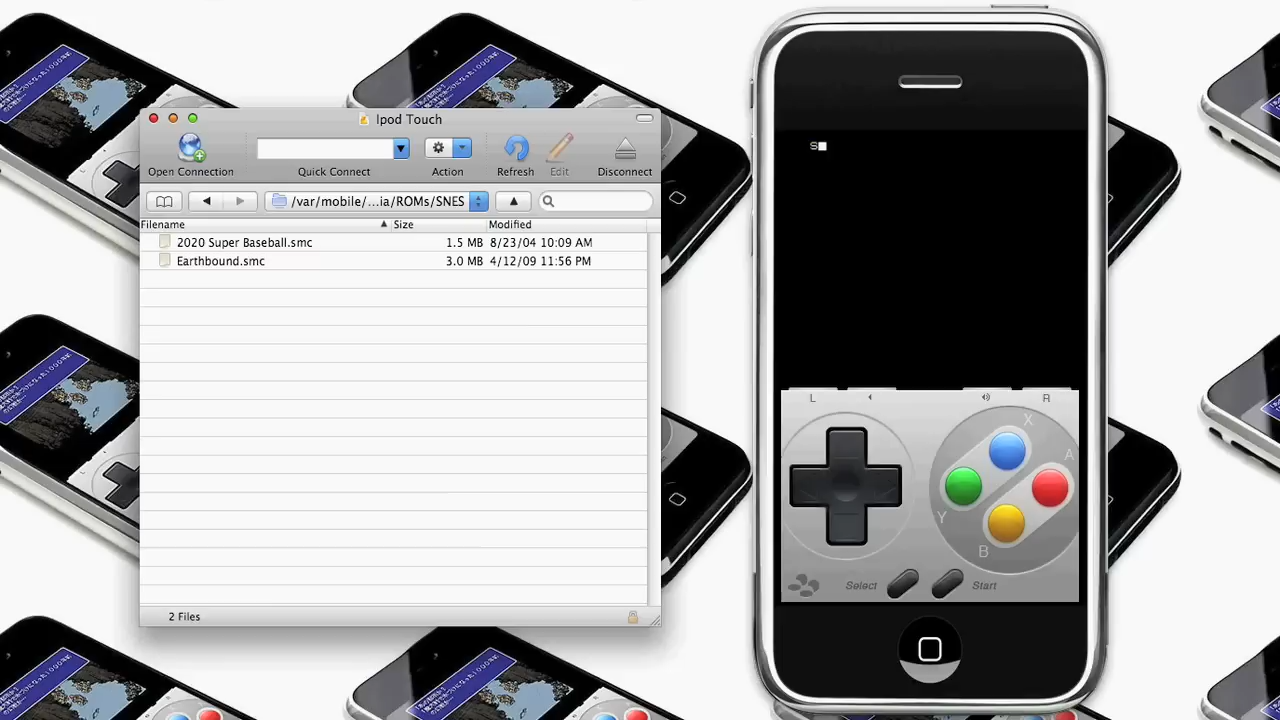 Ipod Touch
Open Connection
Quick Connect
Action
Refresh
Edit
Disconnect
/var/mobile/...ia/ROMs/SNES
Filename Size Modified
2020 Super Baseball.smc 1.5 MB 8/23/04 10:09 AM
Earthbound.smc 3.0 MB 4/12/09 11:56 PM
2 Files
S
L R
X
A
Y
B
Select Start